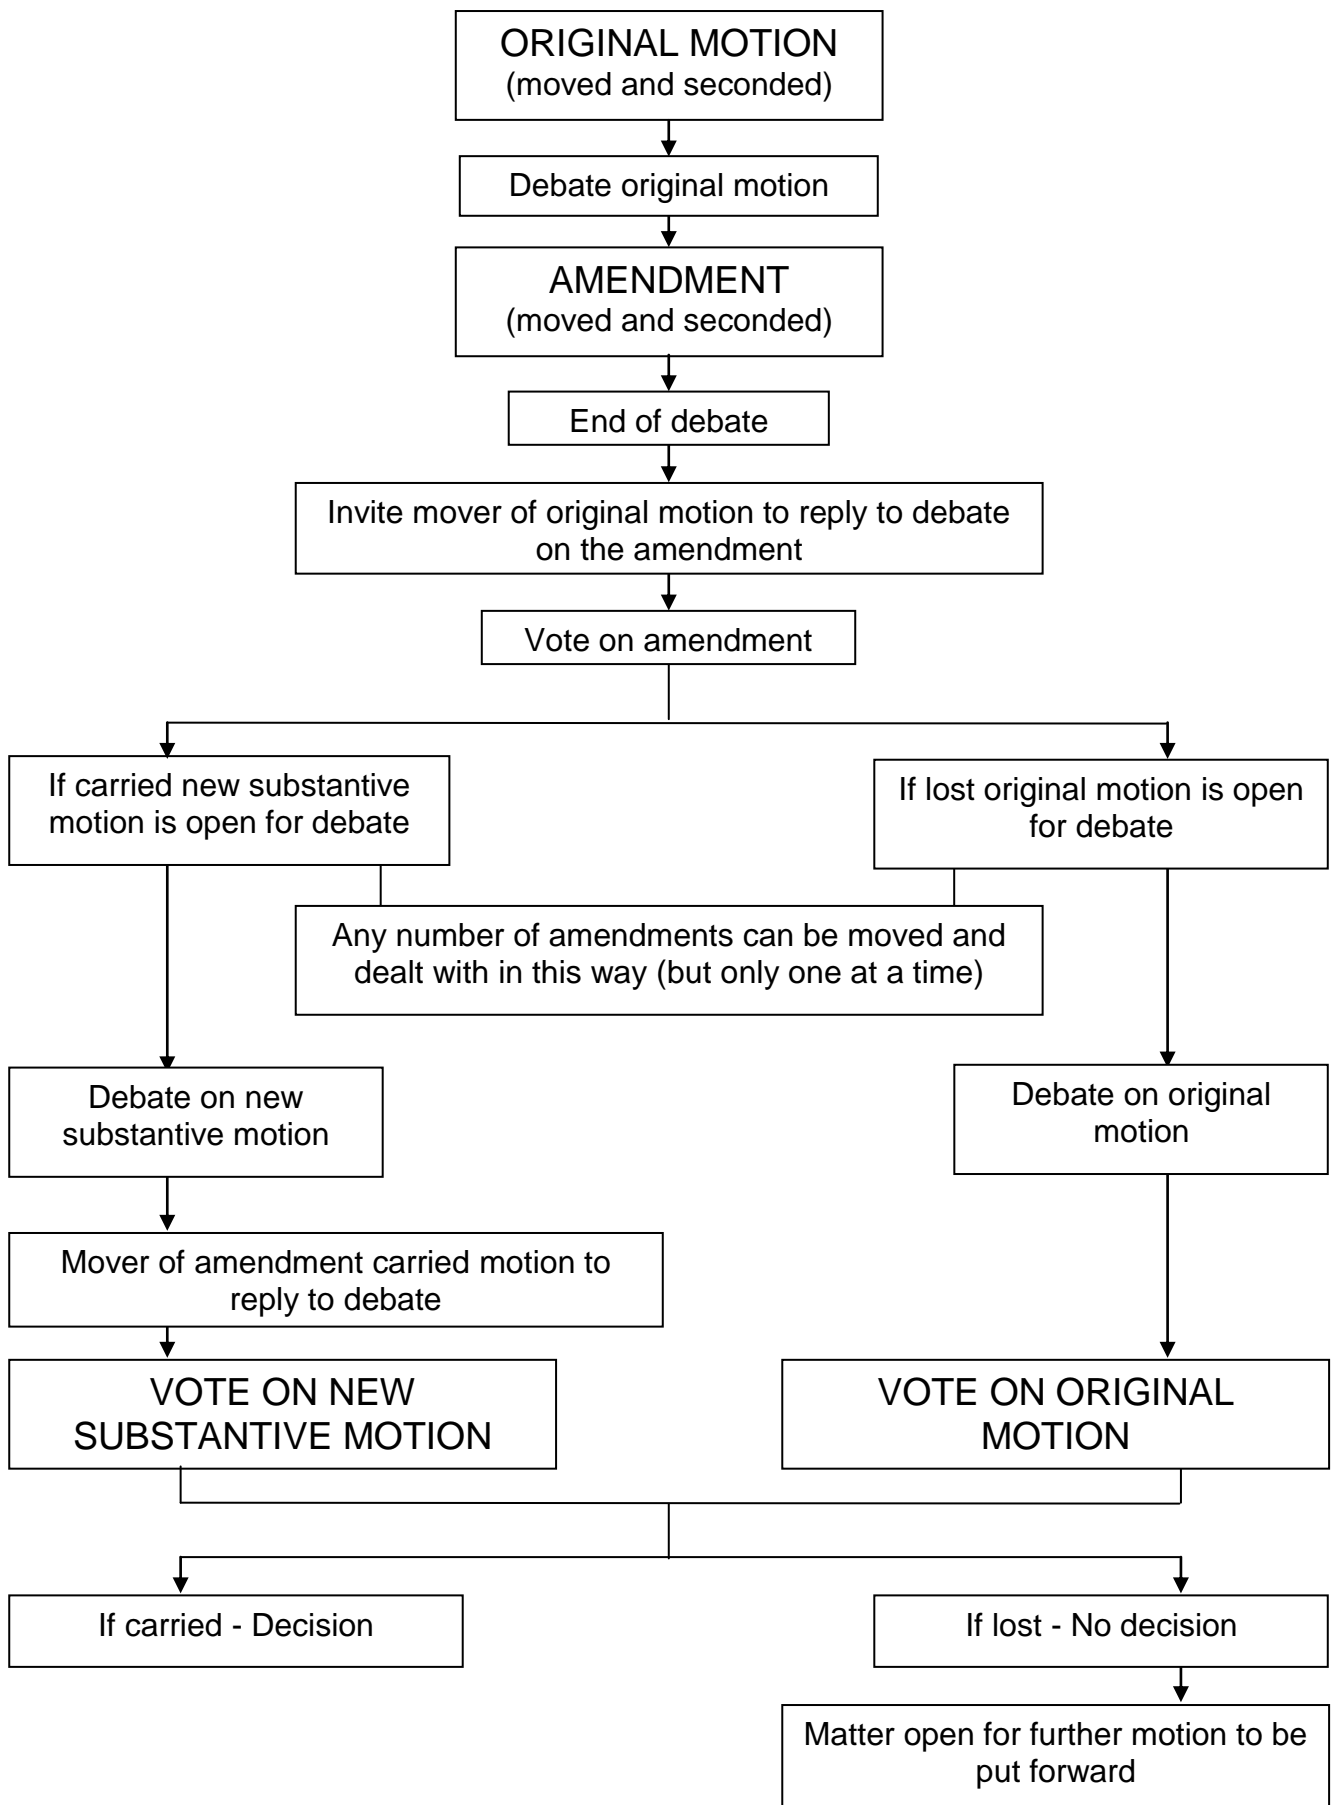 ORIGINAL MOTION
(moved and seconded)
Debate original motion
AMENDMENT
(moved and seconded)
End of debate
Invite mover of original motion to reply to debate
on the amendment
Vote on amendment
If carried new substantive
motion is open for debate
If lost original motion is open
for debate
Any number of amendments can be moved and
dealt with in this way (but only one at a time)
Debate on new
substantive motion
Debate on original
motion
Mover of amendment carried motion to
reply to debate
VOTE ON NEW
SUBSTANTIVE MOTION
VOTE ON ORIGINAL
MOTION
If carried - Decision
If lost - No decision
Matter open for further motion to be
put forward